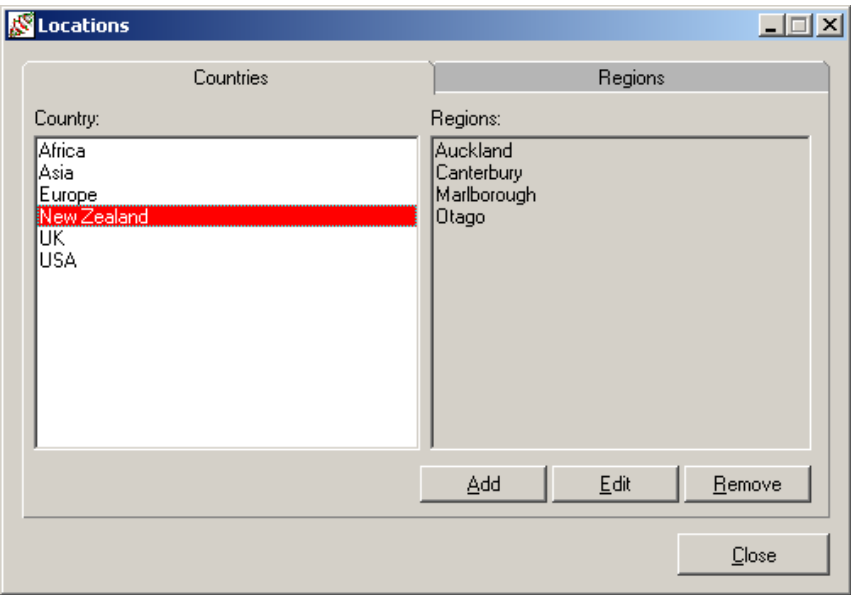 Locations
Countries
Regions
Country:
Regions:
Africa
Asia
Europe
New Zealand
UK
USA
Auckland
Canterbury
Marlborough
Otago
Add
Edit
Remove
Close